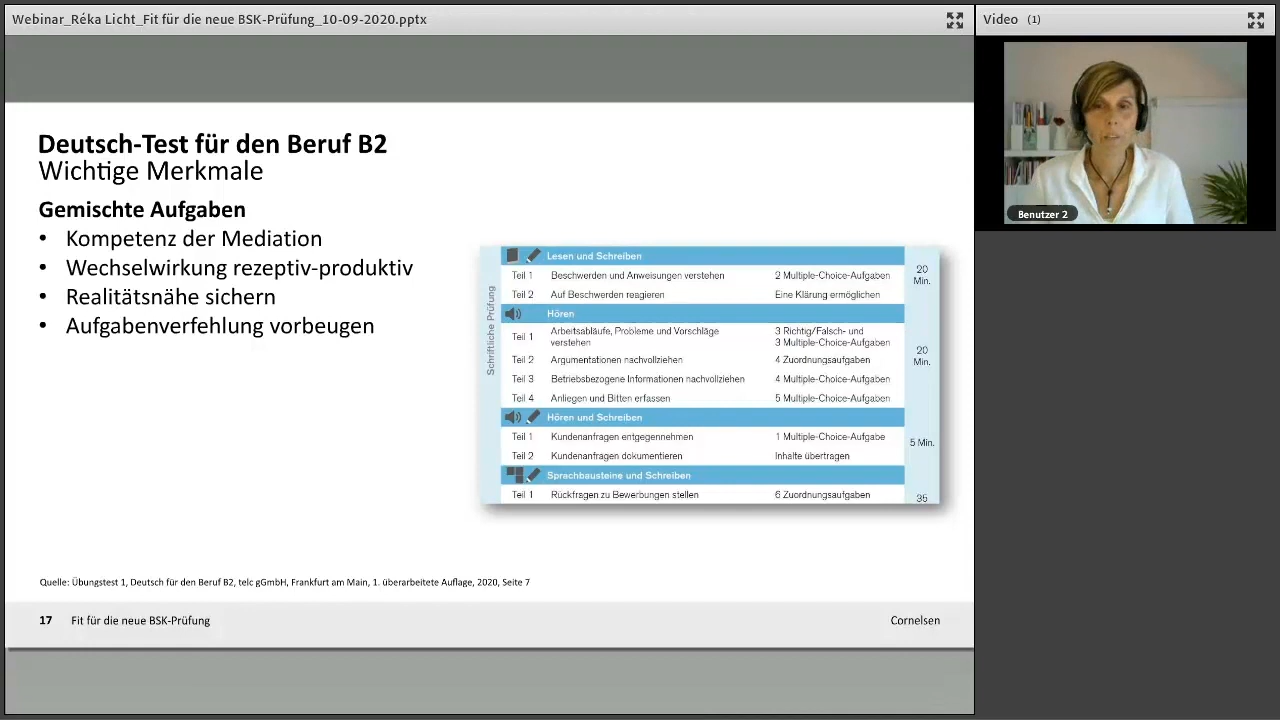 Webinar_Réka Licht_Fit für die neue BSK-Prüfung_10-09-2020.pptx
Video (1)
Benutzer 2
Deutsch-Test für den Beruf B2
Wichtige Merkmale
Gemischte Aufgaben
• Kompetenz der Mediation
• Wechselwirkung rezeptiv-produktiv
• Realitätsnähe sichern
• Aufgabenverfehlung vorbeugen
Schriftliche Prüfung
Lesen und Schreiben
Teil 1 Beschwerden und Anweisungen verstehen 2 Multiple-Choice-Aufgaben
20 Min.
Teil 2 Auf Beschwerden reagieren Eine Klärung ermöglichen
Hören
Teil 1 Arbeitsabläufe, Probleme und Vorschläge verstehen 3 Richtig/Falsch- und 3 Multiple-Choice-Aufgaben
20 Min.
Teil 2 Argumentationen nachvollziehen 4 Zuordnungsaufgaben
Teil 3 Betriebsbezogene Informationen nachvollziehen 4 Multiple-Choice-Aufgaben
Teil 4 Anliegen und Bitten erfassen 5 Multiple-Choice-Aufgaben
Hören und Schreiben
Teil 1 Kundenanfragen entgegennehmen 1 Multiple-Choice-Aufgabe
5 Min.
Teil 2 Kundenanfragen dokumentieren Inhalte übertragen
Sprachbausteine und Schreiben
Teil 1 Rückfragen zu Bewerbungen stellen 6 Zuordnungsaufgaben
35
Quelle: Übungstest 1, Deutsch für den Beruf B2, telc gGmbH, Frankfurt am Main, 1. überarbeitete Auflage, 2020, Seite 7
17 Fit für die neue BSK-Prüfung
Cornelsen